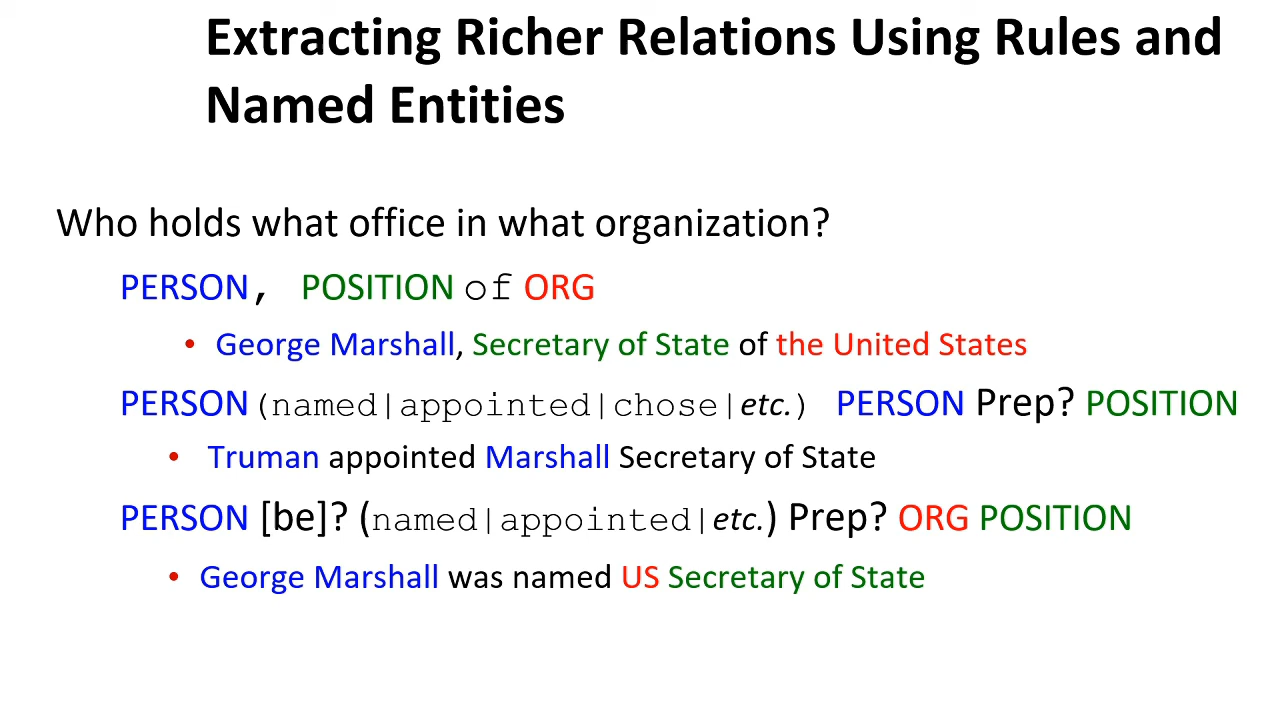 Extracting Richer Relations Using Rules and
Named Entities
Who holds what office in what organization?
PERSON, POSITION of ORG
• George Marshall, Secretary of State of the United States
PERSON (named|appointed|chose|etc.) PERSON Prep? POSITION
• Truman appointed Marshall Secretary of State
PERSON [be]? (named|appointed|etc.) Prep? ORG POSITION
• George Marshall was named US Secretary of State